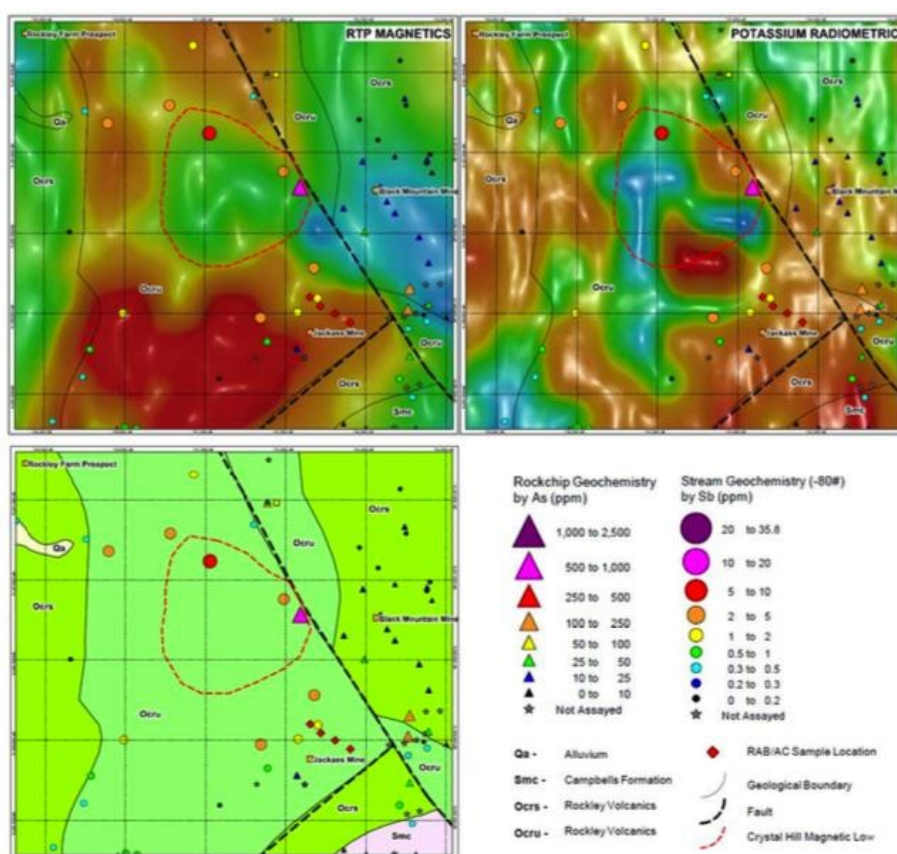 Rockley Farm Prospect
RTP MAGNETICS
Ocrs
Ocru
Qa
Ocrs
Black Mountain Mine
Ocru
Jackass Mine
Ocru
Ocrs
Smc
Rockley Farm Prospect
POTASSIUM RADIOMETRIC
Ocrs
Ocru
Qa
Ocrs
Black Mountain M
Ocru
Jackass Mine
Ocru
Ocrs
Smc
Rockley Farm Prospect
Ocrs
Ocru
Qa
Ocrs
Black Mountain Mine
Ocru
Jackass Mine
Ocru
Ocrs
Smc
Rockchip Geochemistry
by As (ppm)
1,000 to 2,500
500 to 1,000
250 to 500
100 to 250
50 to 100
25 to 50
10 to 25
0 to 10
Not Assayed
Stream Geochemistry (-80#)
by Sb (ppm)
20 to 35.8
10 to 20
5 to 10
2 to 5
1 to 2
0.5 to 1
0.3 to 0.5
0.2 to 0.3
0 to 0.2
Not Assayed
Qa - Alluvium
Smc - Campbells Formation
Ocrs - Rockley Volcanics
Ocru - Rockley Volcanics
RAB/AC Sample Location
Geological Boundary
Fault
Crystal Hill Magnetic Low